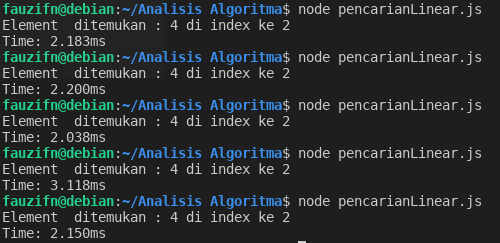 fauzifn@debian:~/Analisis Algoritma$ node pencarianLinear.js
Element  ditemukan : 4 di index ke 2
Time: 2.183ms
fauzifn@debian:~/Analisis Algoritma$ node pencarianLinear.js
Element  ditemukan : 4 di index ke 2
Time: 2.200ms
fauzifn@debian:~/Analisis Algoritma$ node pencarianLinear.js
Element  ditemukan : 4 di index ke 2
Time: 2.038ms
fauzifn@debian:~/Analisis Algoritma$ node pencarianLinear.js
Element  ditemukan : 4 di index ke 2
Time: 3.118ms
fauzifn@debian:~/Analisis Algoritma$ node pencarianLinear.js
Element  ditemukan : 4 di index ke 2
Time: 2.150ms